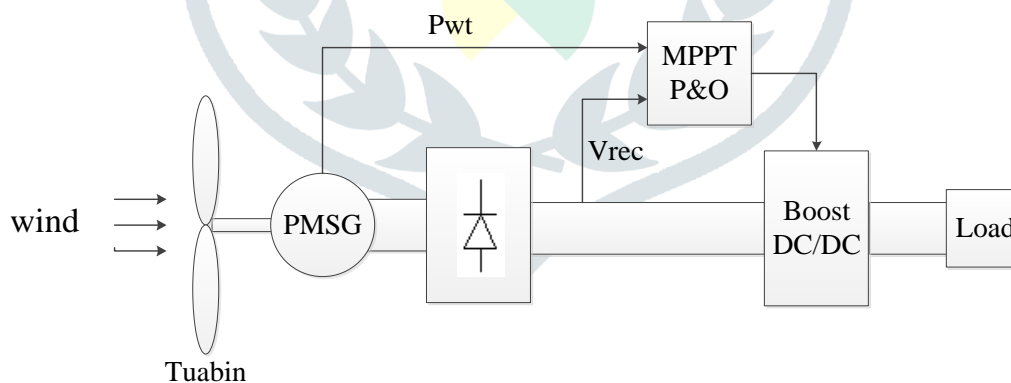 Pwt
MPPT
P&O
Vrec
wind
PMSG
Boost
DC/DC
Load
Tuabin